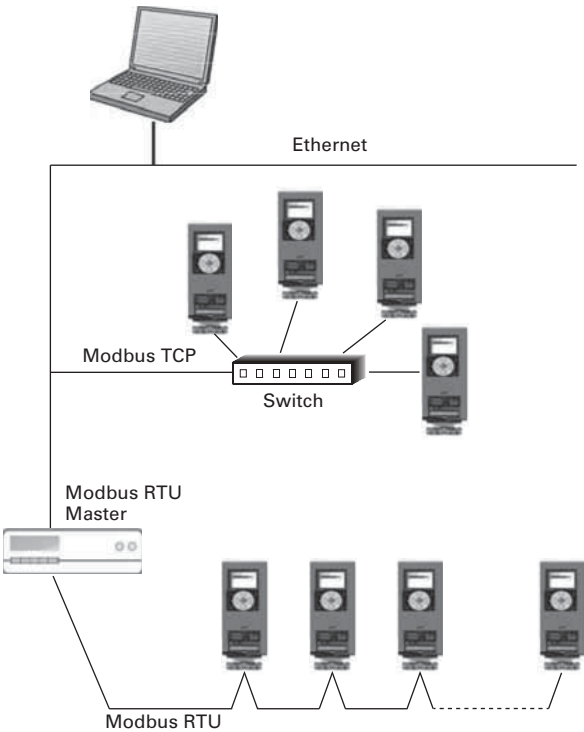 Ethernet
Modbus TCP
Switch
Modbus RTU
Master
Modbus RTU